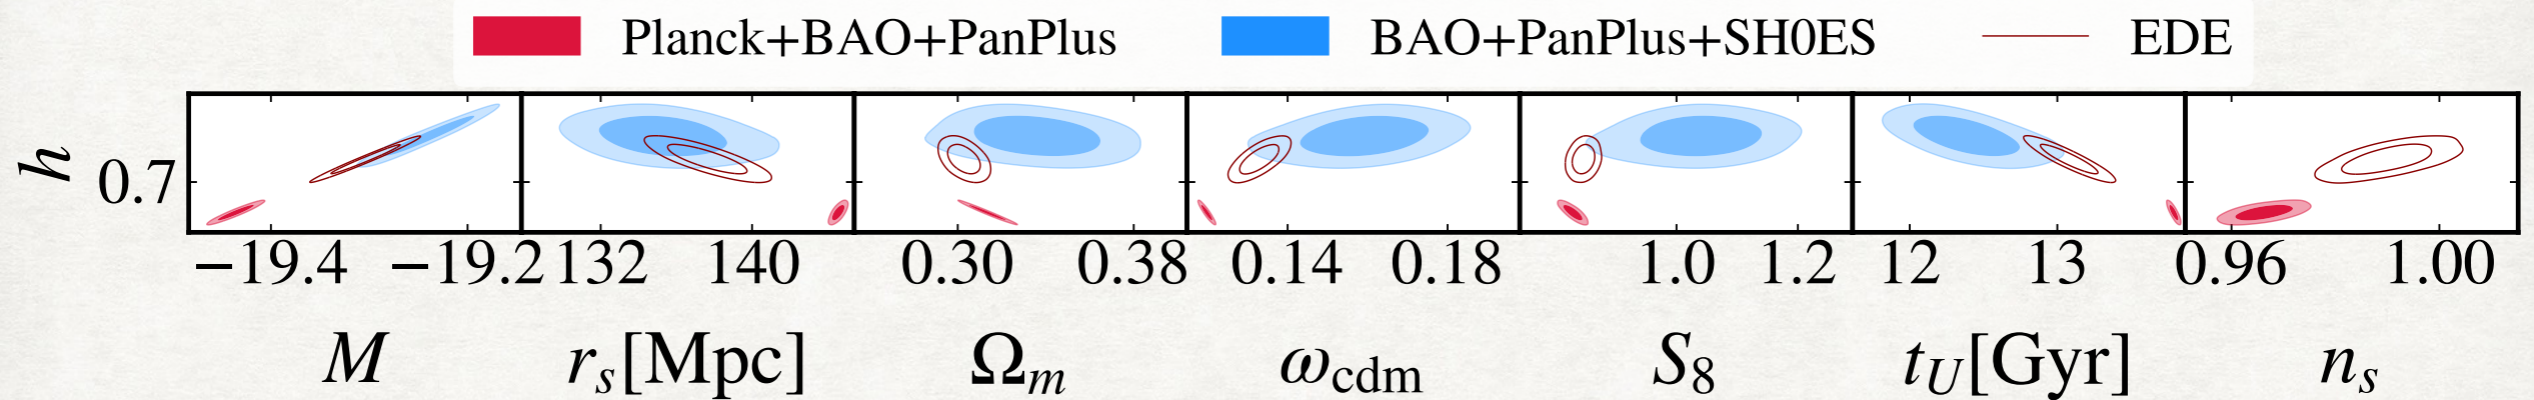 Planck+BAO+PanPlus BAO+PanPlus+SH0ES EDE
h 0.7
−19.4 −19.2 132 140 0.30 0.38 0.14 0.18 1.0 1.2 12 13 0.96 1.00
M r_s[Mpc] Ω_m ω_cdm S_8 t_U[Gyr] n_s